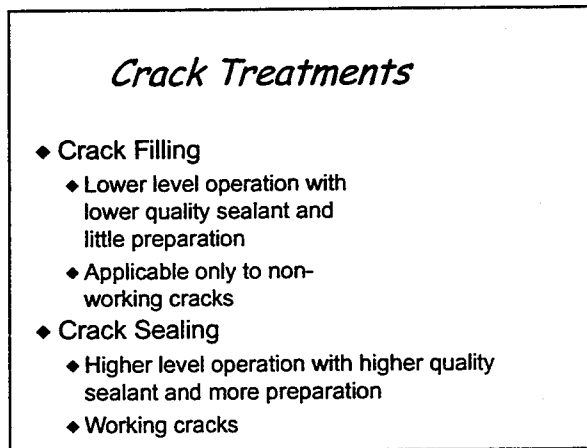 Crack Treatments
◆ Crack Filling
◆ Lower level operation with
lower quality sealant and
little preparation
◆ Applicable only to non-
working cracks
◆ Crack Sealing
◆ Higher level operation with higher quality
sealant and more preparation
◆ Working cracks